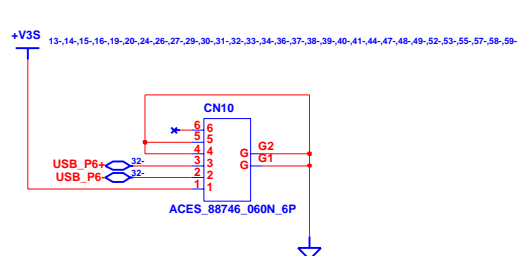 +V3S
13-,14-,15-,16-,19-,20-,24-,26-,27-,29-,30-,31-,32-,33-,34-,36-,37-,38-,39-,40-,41-,44-,47-,48-,49-,52-,53-,55-,57-,58-,59-
CN10
6 6
5 5
4 4 G G2
USB_P6+ 32- 3 3 G G1
USB_P6- 32- 2 2
1 1
ACES_88746_060N_6P